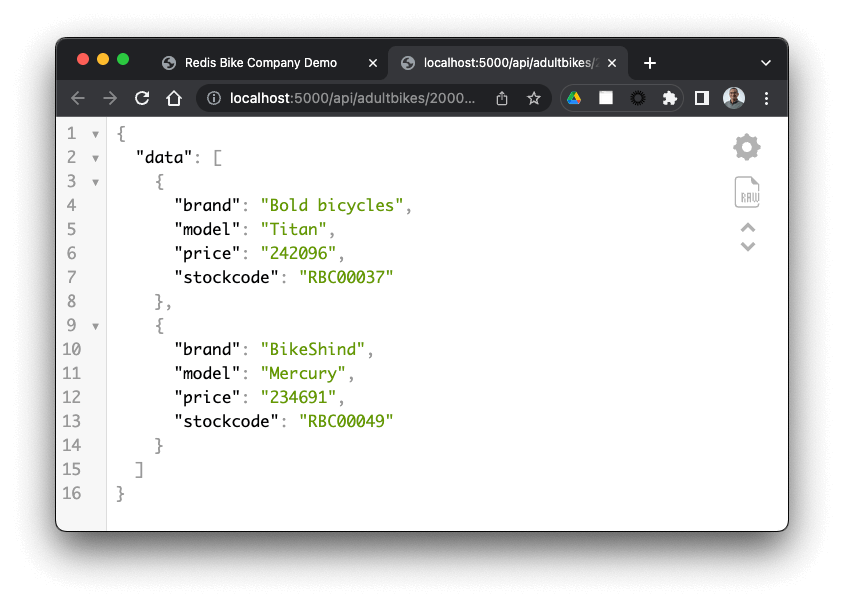 Redis Bike Company Demo
localhost:5000/api/adultbikes/2
localhost:5000/api/adultbikes/2000...
1 {
2 "data": [
3 {
4 "brand": "Bold bicycles",
5 "model": "Titan",
6 "price": "242096",
7 "stockcode": "RBC00037"
8 },
9 {
10 "brand": "BikeShind",
11 "model": "Mercury",
12 "price": "234691",
13 "stockcode": "RBC00049"
14 }
15 ]
16 }
RAW